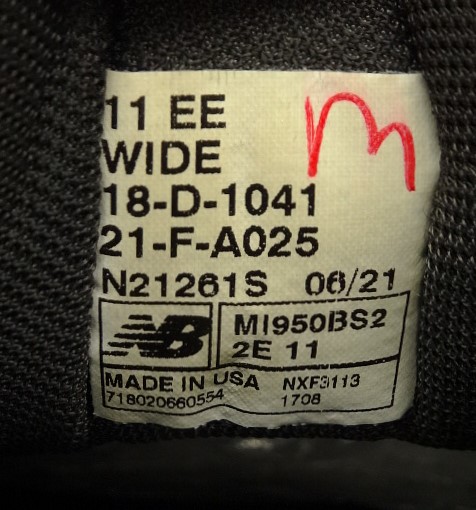 11 EE
WIDE
18-D-1041
21-F-A025
N21261S 06/21
NB
MI950BS2
2E 11
MADE IN USA NXF3113
718020660554 1708
m